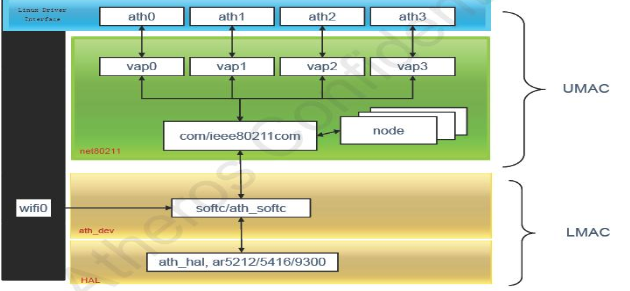 Linux Driver
Interface
ath0 ath1 ath2 ath3
vap0 vap1 vap2 vap3
UMAC
com/ieee80211com
node
net80211
wifi0
softc/ath_softc
ath_dev
LMAC
ath_hal, ar5212/5416/9300
HAL
Atheros Confident